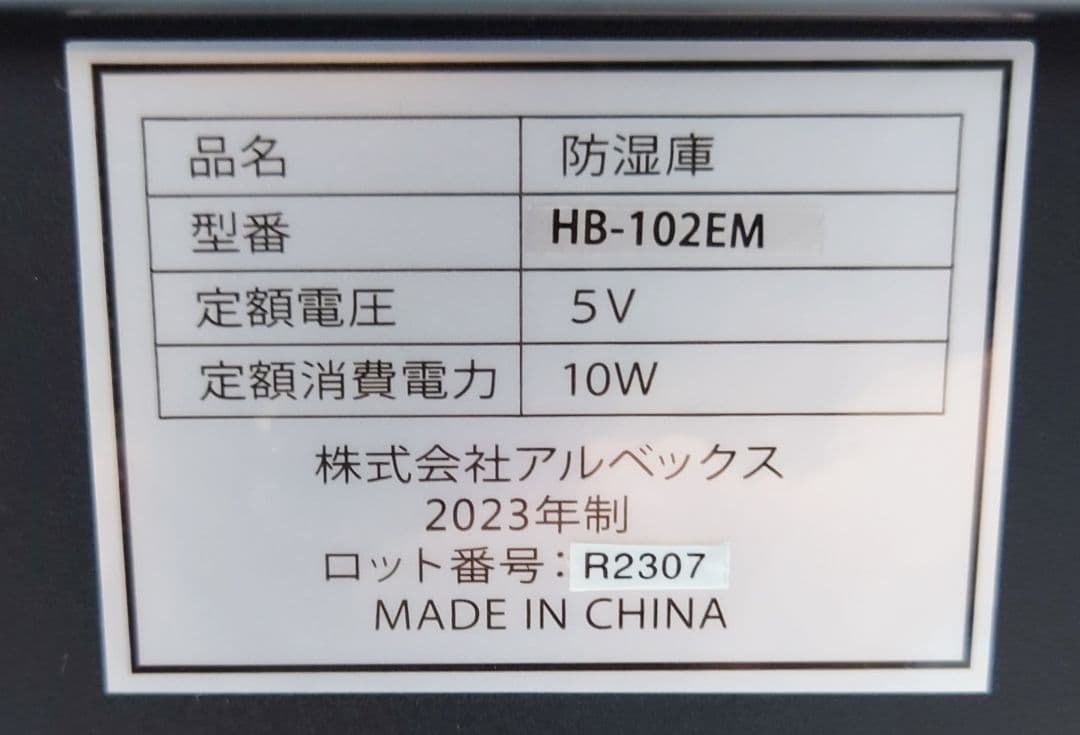 品名 防湿庫
型番 HB-102EM
定額電圧 5V
定額消費電力 10W
株式会社アルベックス
2023年制
ロット番号：R2307
MADE IN CHINA